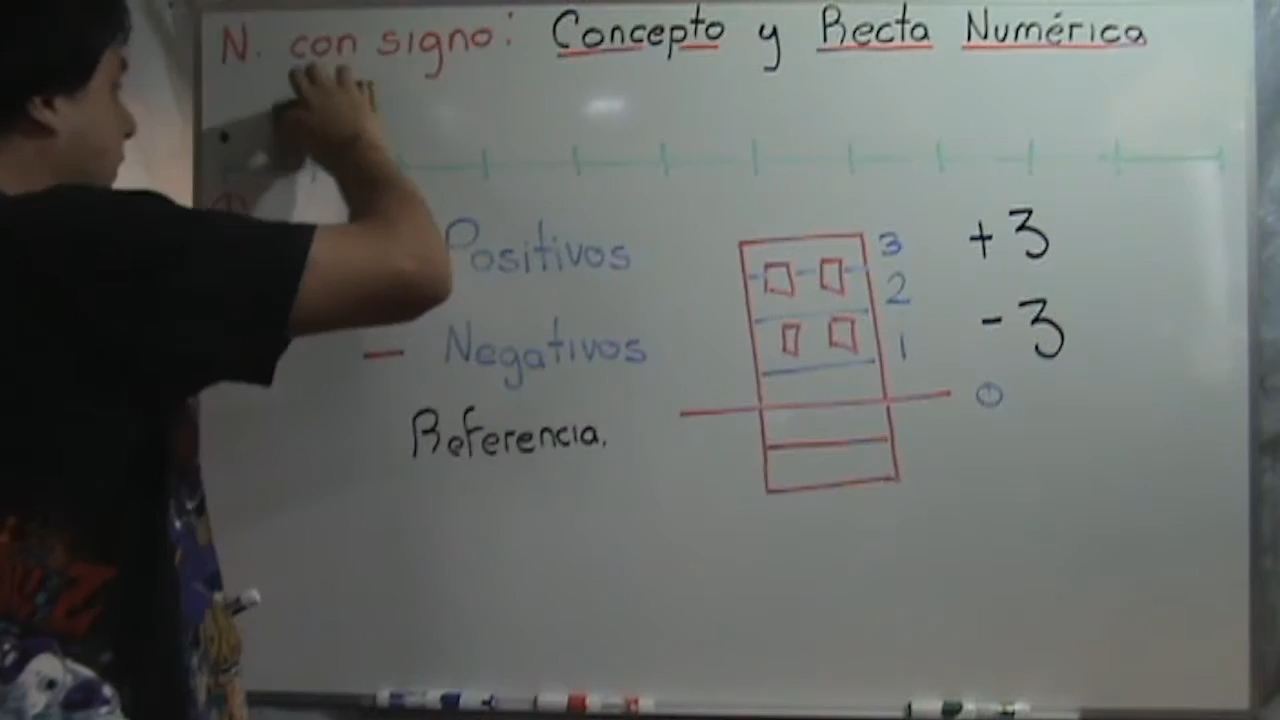 N. con signo: Concepto y Recta Numérica
Positivos
- Negativos
Referencia.
3
2
1
0
+3
-3